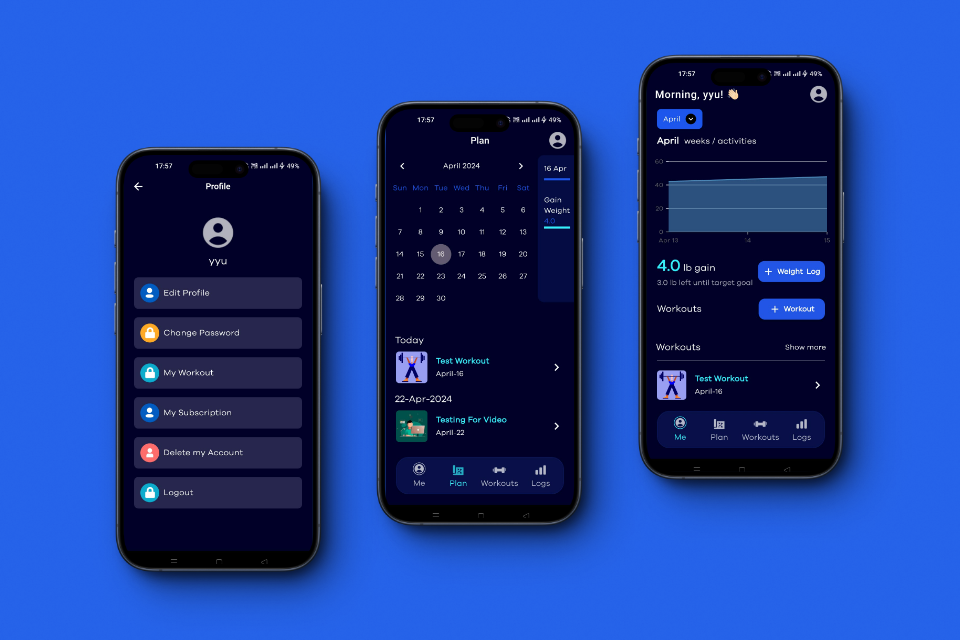 17:57
49%
Profile
yyu
Edit Profile
Change Password
My Workout
My Subscription
Delete my Account
Logout
17:57
49%
Plan
April 2024
Sun Mon Tue Wed Thu Fri Sat
1 2 3 4 5 6
7 8 9 10 11 12 13
14 15 16 17 18 19 20
21 22 23 24 25 26 27
28 29 30
16 Apr
Gain
Weight
4.0
Today
Test Workout
April-16
22-Apr-2024
Testing For Video
April-22
Me Plan Workouts Logs
17:57
49%
Morning, yyu! 👋🏻
April
April weeks / activities
60
40
20
0
Apr 13 14 15
4.0 lb gain
+ Weight Log
3.0 lb left until target goal
Workouts + Workout
Workouts Show more
Test Workout
April-16
Me Plan Workouts Logs